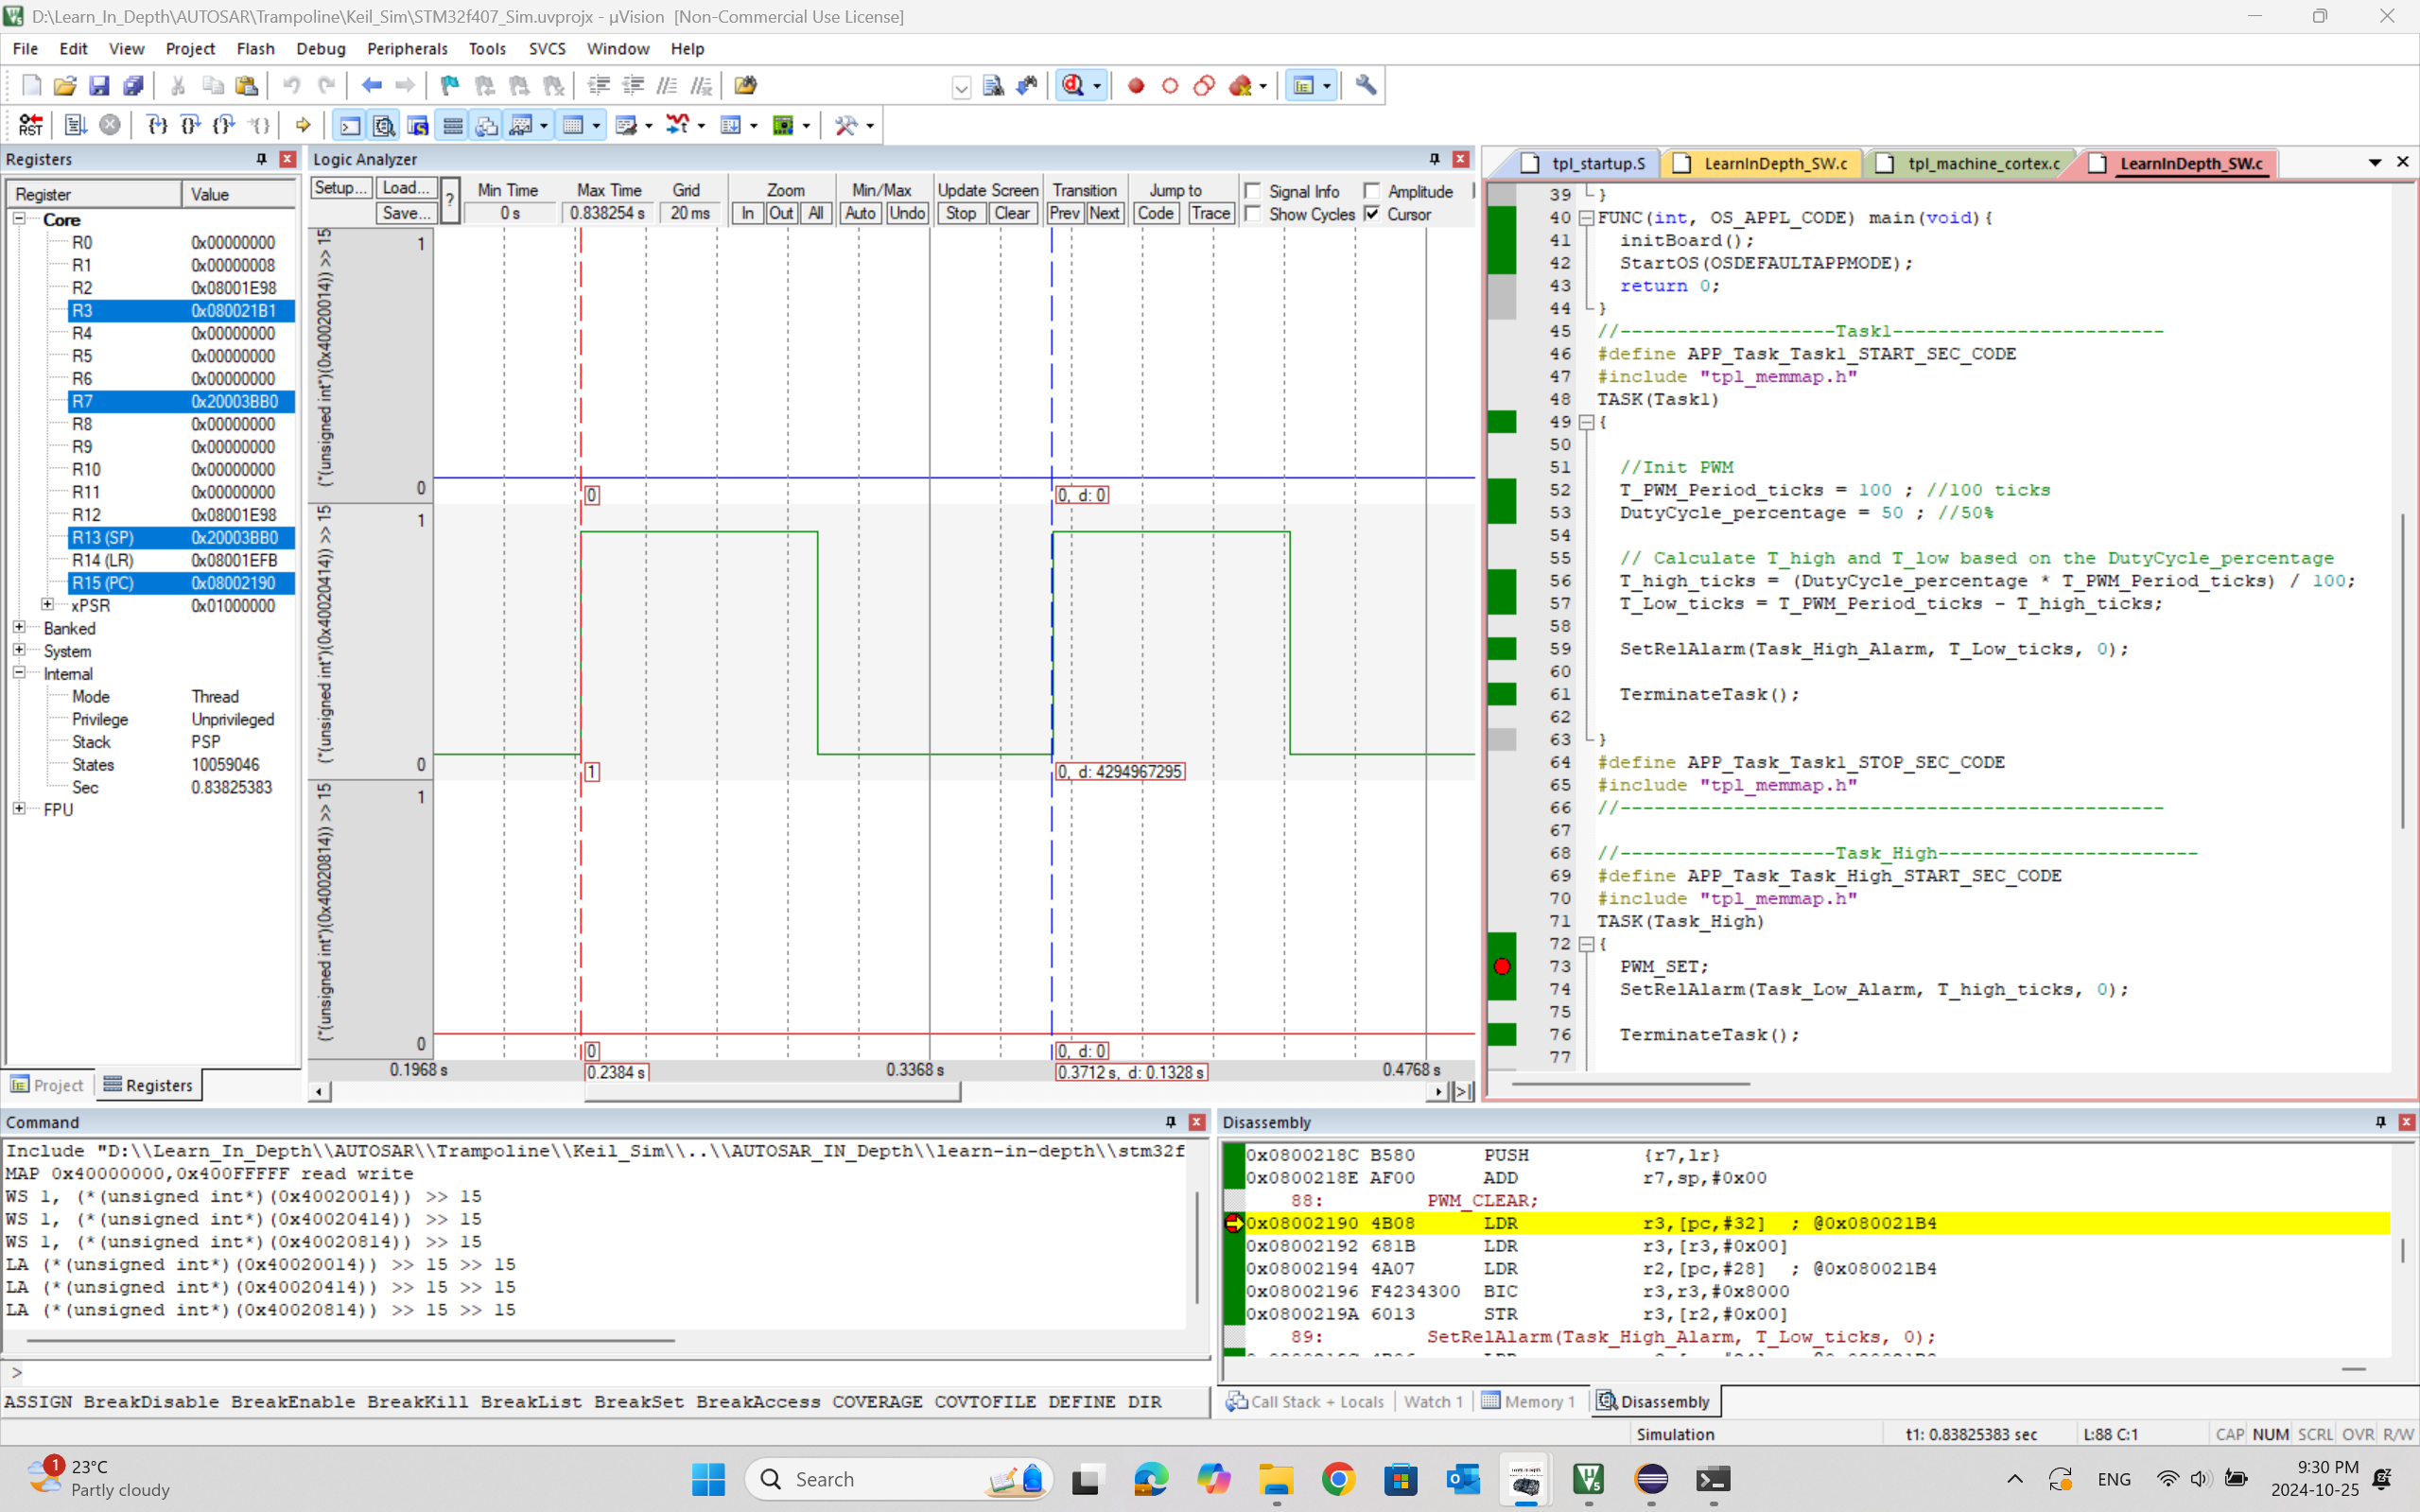 D:\Learn_In_Depth\AUTOSAR\Trampoline\Keil_Sim\STM32f407_Sim.uvprojx - µVision  [Non-Commercial Use License]
File Edit View Project Flash Debug Peripherals Tools SVCS Window Help
RST
Registers
Register Value
Core
R0 0x00000000
R1 0x00000008
R2 0x08001E98
R3 0x080021B1
R4 0x00000000
R5 0x00000000
R6 0x00000000
R7 0x20003BB0
R8 0x00000000
R9 0x00000000
R10 0x00000000
R11 0x00000000
R12 0x08001E98
R13 (SP) 0x20003BB0
R14 (LR) 0x08001EFB
R15 (PC) 0x08002190
xPSR 0x01000000
Banked
System
Internal
Mode Thread
Privilege Unprivileged
Stack PSP
States 10059046
Sec 0.83825383
FPU
Project Registers
Logic Analyzer
Setup... Load... ? Min Time Max Time Grid Zoom Min/Max Update Screen Transition Jump to Signal Info Amplitude
Save... 0 s 0.838254 s 20 ms In Out All Auto Undo Stop Clear Prev Next Code Trace Show Cycles Cursor
(*(unsigned int*)(0x40020014)) >> 15
1
0
0
0, d: 0
(*(unsigned int*)(0x40020414)) >> 15
1
0
1
0, d: 4294967295
(*(unsigned int*)(0x40020814)) >> 15
1
0
0
0, d: 0
0.1968 s 0.2384 s 0.3368 s 0.3712 s, d: 0.1328 s 0.4768 s
tpl_startup.S LearnInDepth_SW.c tpl_machine_cortex.c LearnInDepth_SW.c
39 }
40 FUNC(int, OS_APPL_CODE) main(void){
41 initBoard();
42 StartOS(OSDEFAULTAPPMODE);
43 return 0;
44 }
45 //-------------------Task1------------------------
46 #define APP_Task_Task1_START_SEC_CODE
47 #include "tpl_memmap.h"
48 TASK(Task1)
49 {
50
51 //Init PWM
52 T_PWM_Period_ticks = 100 ; //100 ticks
53 DutyCycle_percentage = 50 ; //50%
54
55 // Calculate T_high and T_low based on the DutyCycle_percentage
56 T_high_ticks = (DutyCycle_percentage * T_PWM_Period_ticks) / 100;
57 T_Low_ticks = T_PWM_Period_ticks - T_high_ticks;
58
59 SetRelAlarm(Task_High_Alarm, T_Low_ticks, 0);
60
61 TerminateTask();
62
63 }
64 #define APP_Task_Task1_STOP_SEC_CODE
65 #include "tpl_memmap.h"
66 //------------------------------------------------
67
68 //-------------------Task_High-----------------------
69 #define APP_Task_Task_High_START_SEC_CODE
70 #include "tpl_memmap.h"
71 TASK(Task_High)
72 {
73 PWM_SET;
74 SetRelAlarm(Task_Low_Alarm, T_high_ticks, 0);
75
76 TerminateTask();
77
Command
Include "D:\\Learn_In_Depth\\AUTOSAR\\Trampoline\\Keil_Sim\\..\\AUTOSAR_IN_Depth\\learn-in-depth\\stm32f
MAP 0x40000000,0x400FFFFF read write
WS 1, (*(unsigned int*)(0x40020014)) >> 15
WS 1, (*(unsigned int*)(0x40020414)) >> 15
WS 1, (*(unsigned int*)(0x40020814)) >> 15
LA (*(unsigned int*)(0x40020014)) >> 15 >> 15
LA (*(unsigned int*)(0x40020414)) >> 15 >> 15
LA (*(unsigned int*)(0x40020814)) >> 15 >> 15
>
ASSIGN BreakDisable BreakEnable BreakKill BreakList BreakSet BreakAccess COVERAGE COVTOFILE DEFINE DIR
Disassembly
0x0800218C B580 PUSH {r7,lr}
0x0800218E AF00 ADD r7,sp,#0x00
88: PWM_CLEAR;
0x08002190 4B08 LDR r3,[pc,#32] ; @0x080021B4
0x08002192 681B LDR r3,[r3,#0x00]
0x08002194 4A07 LDR r2,[pc,#28] ; @0x080021B4
0x08002196 F4234300 BIC r3,r3,#0x8000
0x0800219A 6013 STR r3,[r2,#0x00]
89: SetRelAlarm(Task_High_Alarm, T_Low_ticks, 0);
Call Stack + Locals Watch 1 Memory 1 Disassembly
Simulation t1: 0.83825383 sec L:88 C:1 CAP NUM SCRL OVR R/W
1
23°C
Partly cloudy
Search
ENG
9:30 PM
2024-10-25